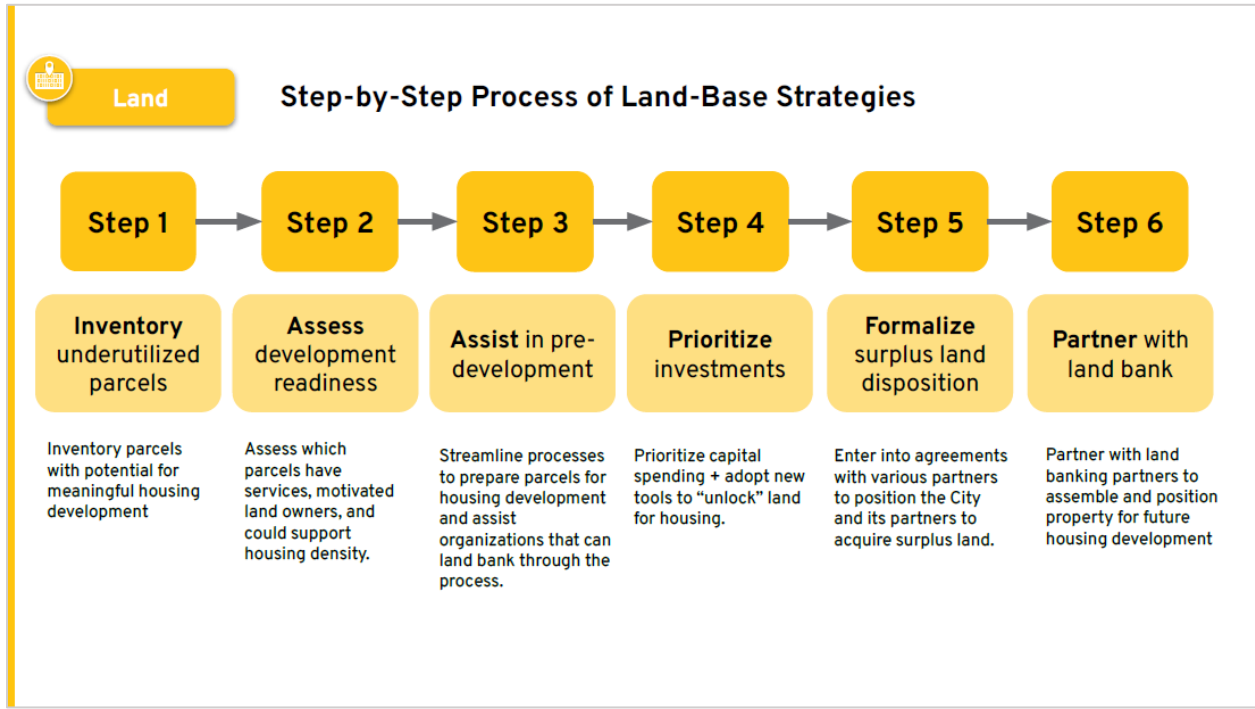 Land
Step-by-Step Process of Land-Base Strategies
Step 1
Step 2
Step 3
Step 4
Step 5
Step 6
Inventory
underutilized
parcels
Assess
development
readiness
Assist in pre-
development
Prioritize
investments
Formalize
surplus land
disposition
Partner with
land bank
Inventory parcels
with potential for
meaningful housing
development
Assess which
parcels have
services, motivated
land owners, and
could support
housing density.
Streamline processes
to prepare parcels for
housing development
and assist
organizations that can
land bank through the
process.
Prioritize capital
spending + adopt new
tools to “unlock” land
for housing.
Enter into agreements
with various partners
to position the City
and its partners to
acquire surplus land.
Partner with land
banking partners to
assemble and position
property for future
housing development